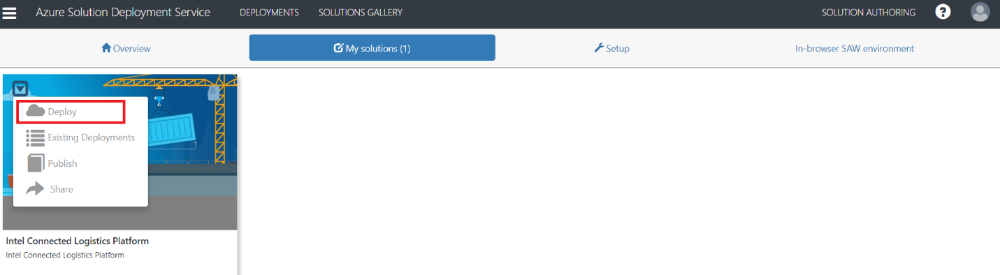 Azure Solution Deployment Service DEPLOYMENTS SOLUTIONS GALLERY SOLUTION AUTHORING ?
Overview My solutions (1) Setup In-browser SAW environment
Deploy
Existing Deployments
Publish
Share
Intel Connected Logistics Platform
Intel Connected Logistics Platform